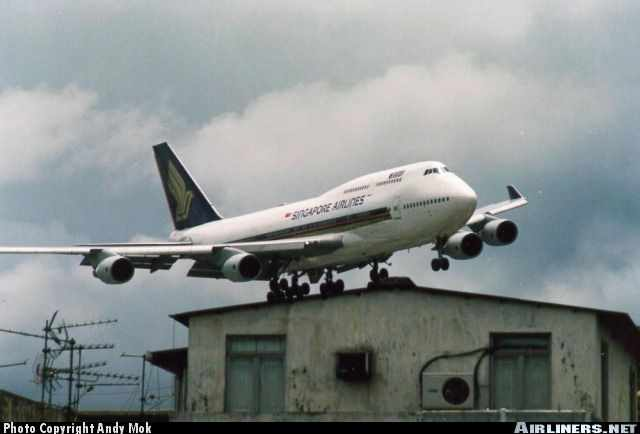 SINGAPORE AIRLINES
Photo Copyright Andy Mok
AIRLINERS.NET